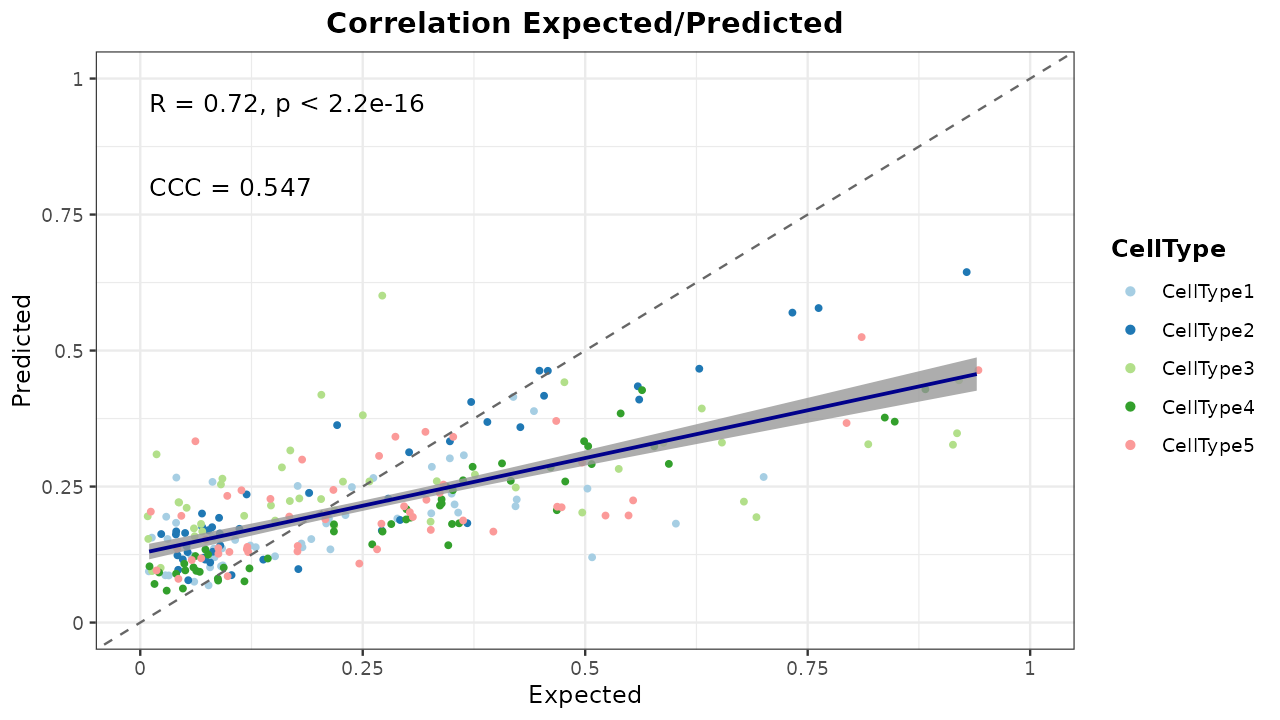 Correlation Expected/Predicted
R = 0.72, p < 2.2e-16
CCC = 0.547
Predicted
1
0.75
0.5
0.25
0
0
0.25
0.5
0.75
1
Expected
CellType
CellType1
CellType2
CellType3
CellType4
CellType5